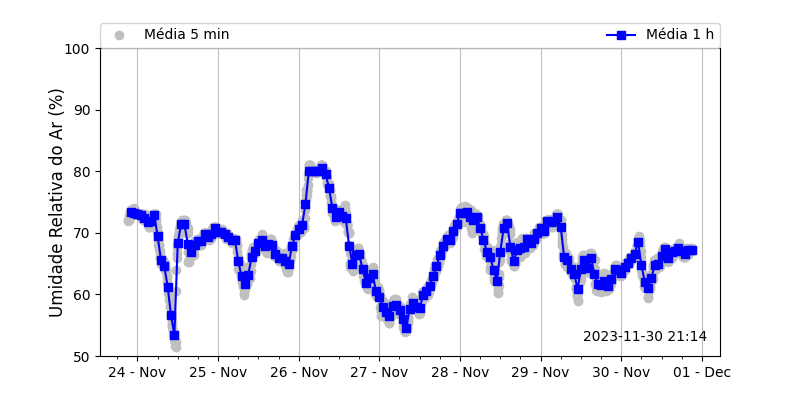 Média 5 min
Média 1 h
Umidade Relativa do Ar (%)
100
90
80
70
60
50
2023-11-30 21:14
24 - Nov
25 - Nov
26 - Nov
27 - Nov
28 - Nov
29 - Nov
30 - Nov
01 - Dec